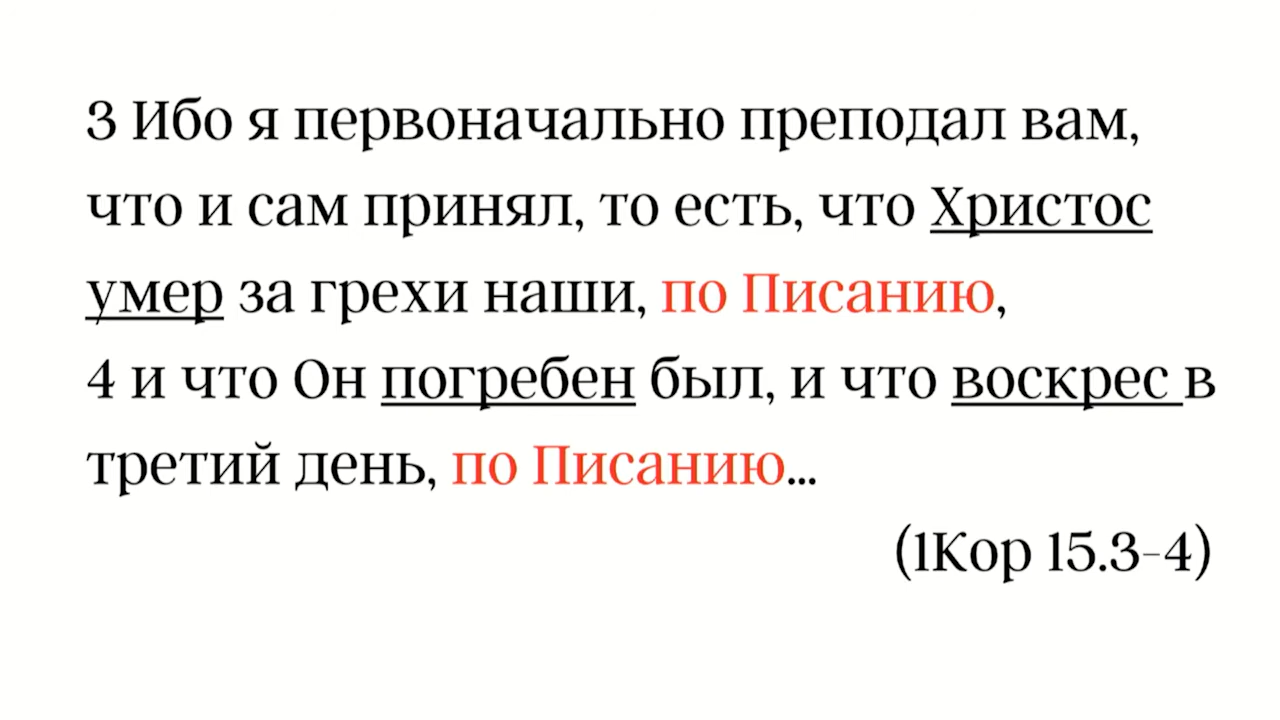 3 Ибо я первоначально преподал вам,
что и сам принял, то есть, что Христос
умер за грехи наши, по Писанию,
4 и что Он погребен был, и что воскрес в
третий день, по Писанию...
(1Кор 15.3-4)